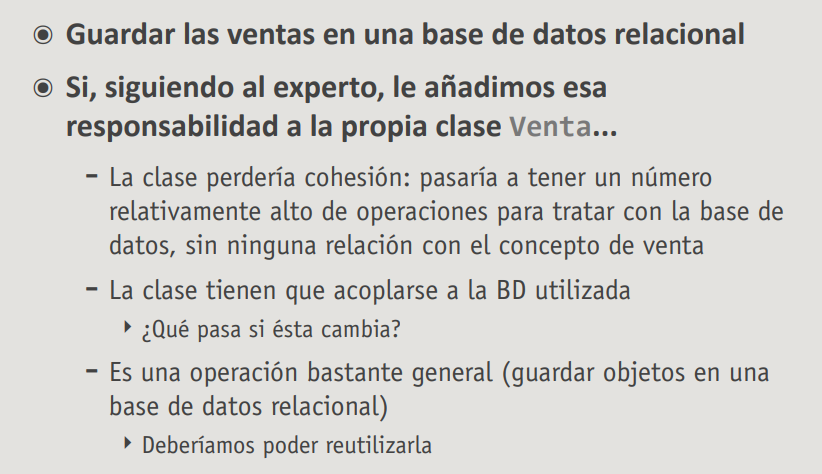 Guardar las ventas en una base de datos relacional
Si, siguiendo al experto, le añadimos esa
responsabilidad a la propia clase Venta...
– La clase perdería cohesión: pasaría a tener un número
relativamente alto de operaciones para tratar con la base de
datos, sin ninguna relación con el concepto de venta
– La clase tienen que acoplarse a la BD utilizada
‣ ¿Qué pasa si ésta cambia?
– Es una operación bastante general (guardar objetos en una
base de datos relacional)
‣ Deberíamos poder reutilizarla